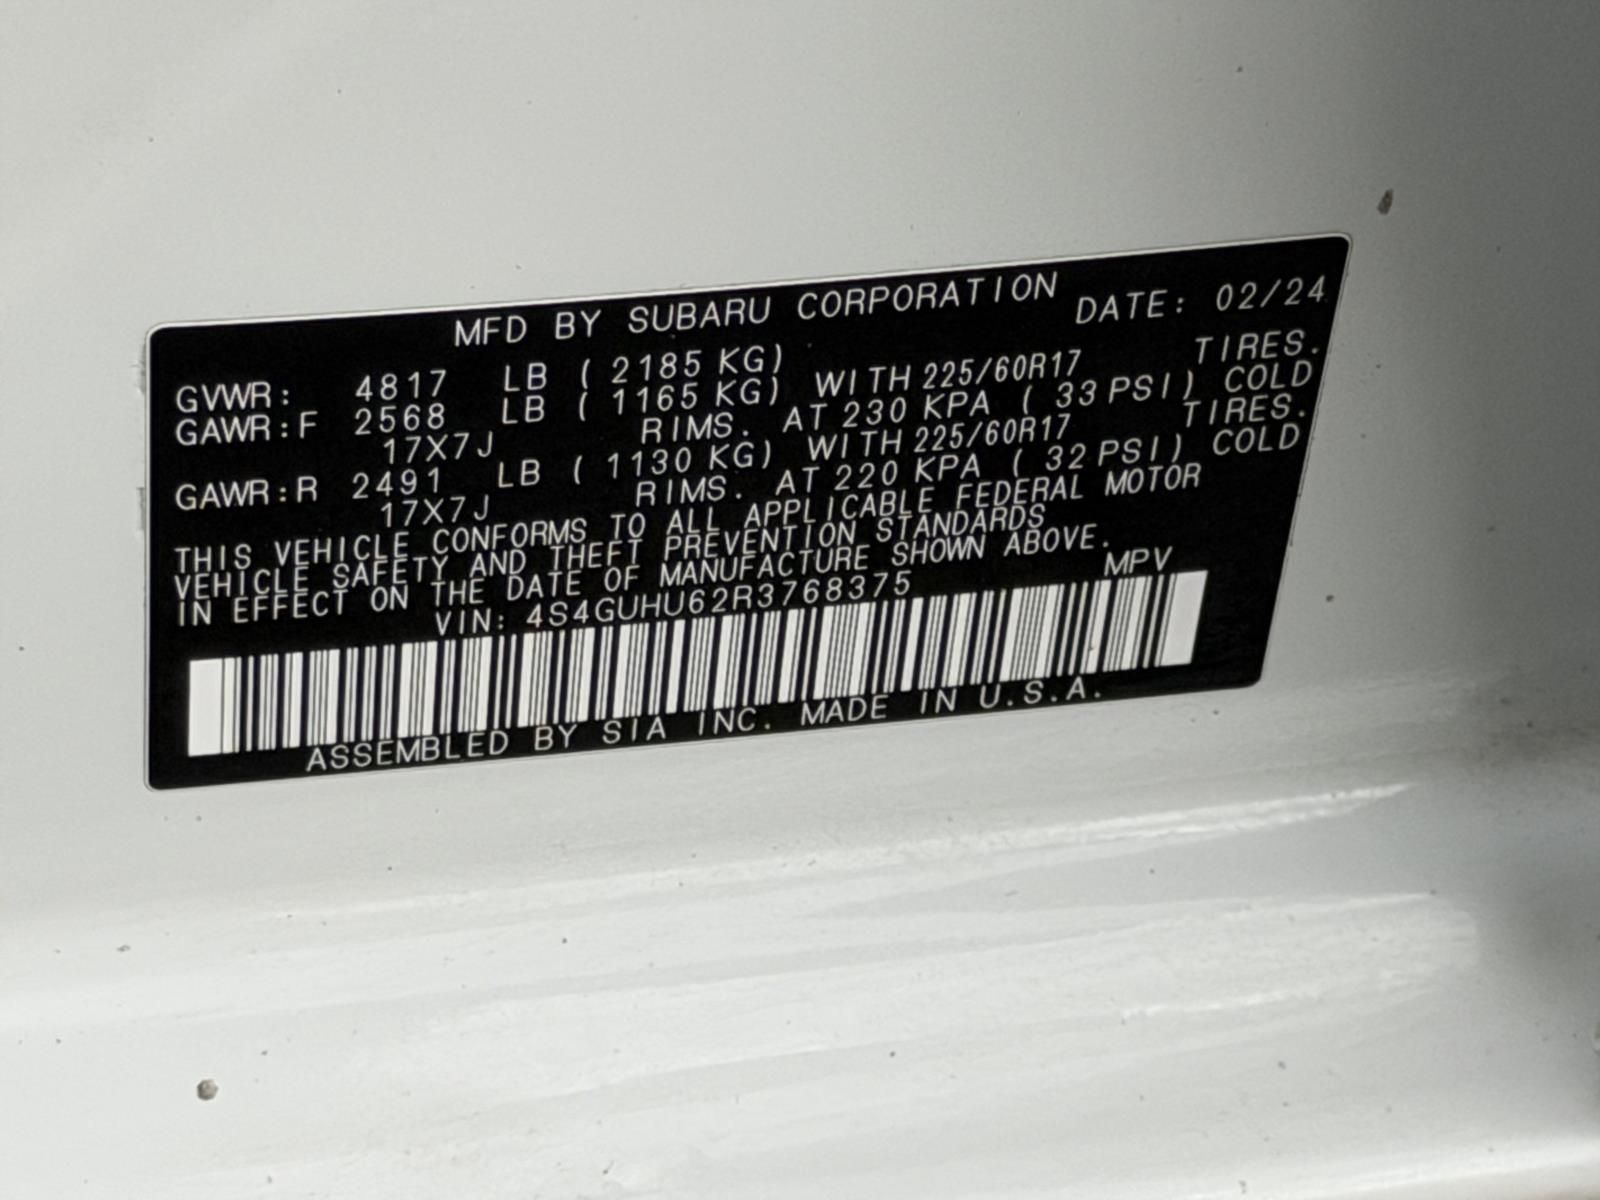 MFD BY SUBARU CORPORATION DATE: 02/24
GVWR: 4817 LB ( 2185 KG)
GAWR:F 2568 LB ( 1165 KG) WITH 225/60R17 TIRES.
17X7J RIMS. AT 230 KPA ( 33 PSI) COLD
GAWR:R 2491 LB ( 1130 KG) WITH 225/60R17 TIRES.
17X7J RIMS. AT 220 KPA ( 32 PSI) COLD
THIS VEHICLE CONFORMS TO ALL APPLICABLE FEDERAL MOTOR
VEHICLE SAFETY AND THEFT PREVENTION STANDARDS
IN EFFECT ON THE DATE OF MANUFACTURE SHOWN ABOVE.
VIN: 4S4GUHU62R3768375 MPV
ASSEMBLED BY SIA INC. MADE IN U.S.A.